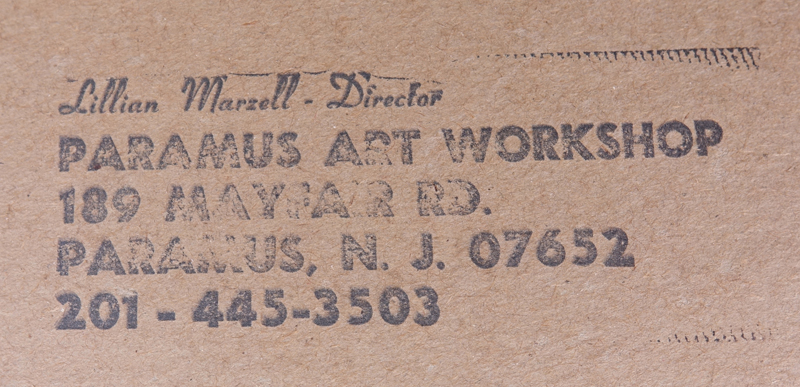 Lillian Marzell - Director
PARAMUS ART WORKSHOP
189 MAYFAIR RD.
PARAMUS, N. J. 07652
201 - 445-3503